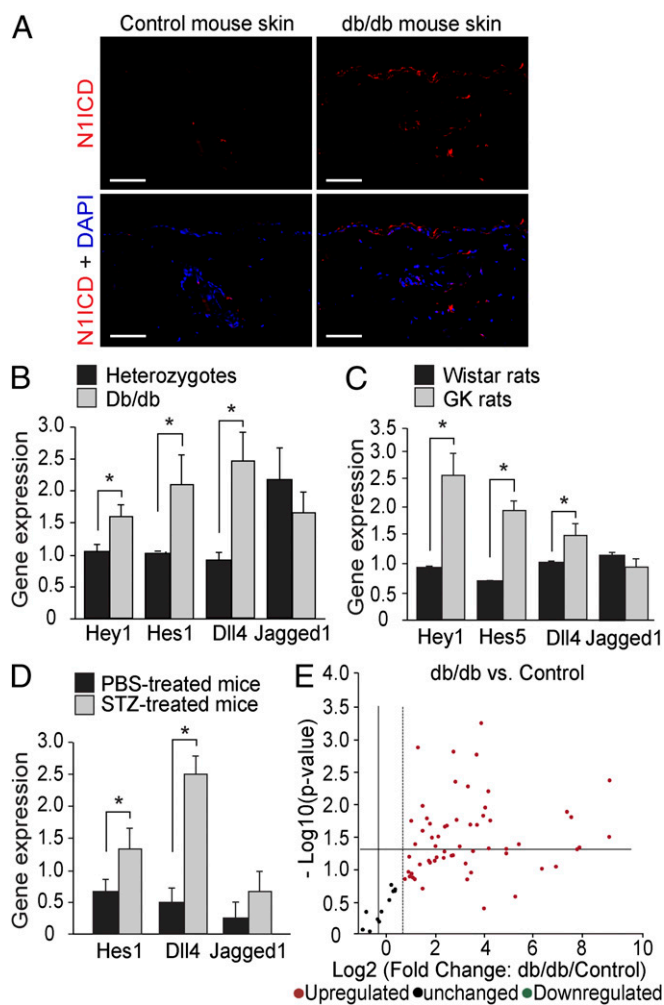 A
Control mouse skin
db/db mouse skin
N1ICD
N1ICD + DAPI
B
Heterozygotes
Db/db
Gene expression
3.0
2.5
2.0
1.5
1.0
0.5
0
*
*
*
Hey1
Hes1
Dll4
Jagged1
C
Wistar rats
GK rats
Gene expression
3.5
3.0
2.5
2.0
1.5
1.0
0.5
*
*
*
Hey1
Hes5
Dll4
Jagged1
D
PBS-treated mice
STZ-treated mice
Gene expression
3.0
2.5
2.0
1.5
1.0
0.5
0
*
*
Hes1
Dll4
Jagged1
E
db/db vs. Control
- Log10(p-value)
4.0
3.5
3.0
2.5
2.0
1.5
1.0
0.5
0
2
4
6
8
10
Log2 (Fold Change: db/db/Control)
Upregulated
unchanged
Downregulated